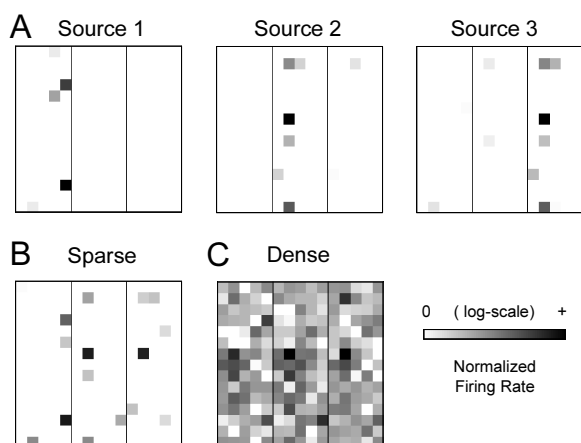 A
Source 1
Source 2
Source 3
B
Sparse
C
Dense
0 ( log-scale) +
Normalized
Firing Rate